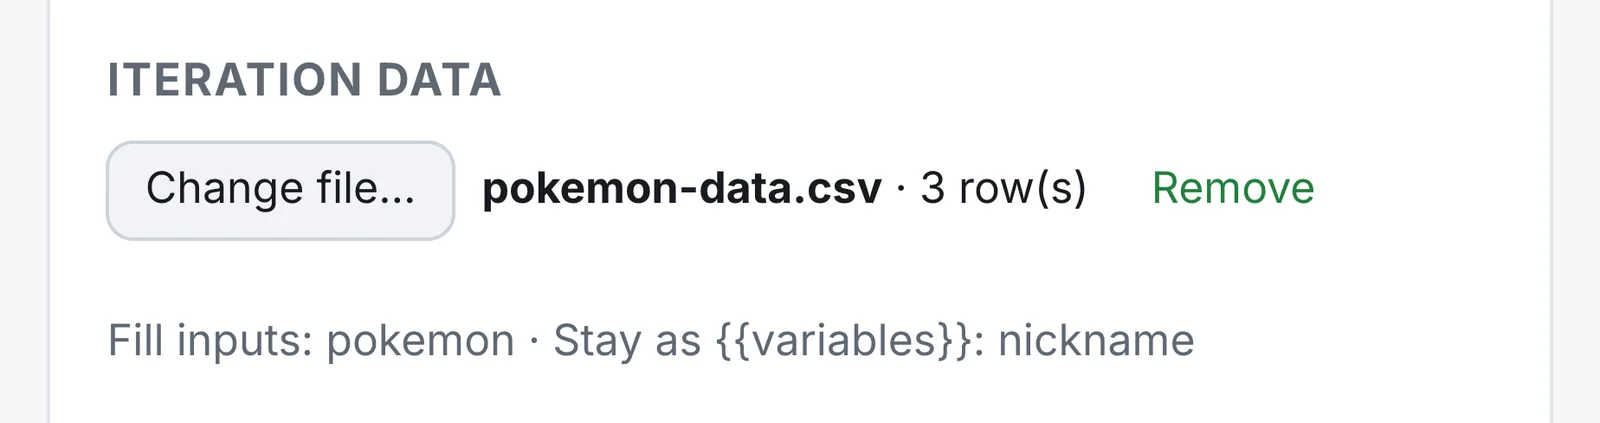 ITERATION DATA
Change file... pokemon-data.csv · 3 row(s) Remove
Fill inputs: pokemon · Stay as {{variables}}: nickname